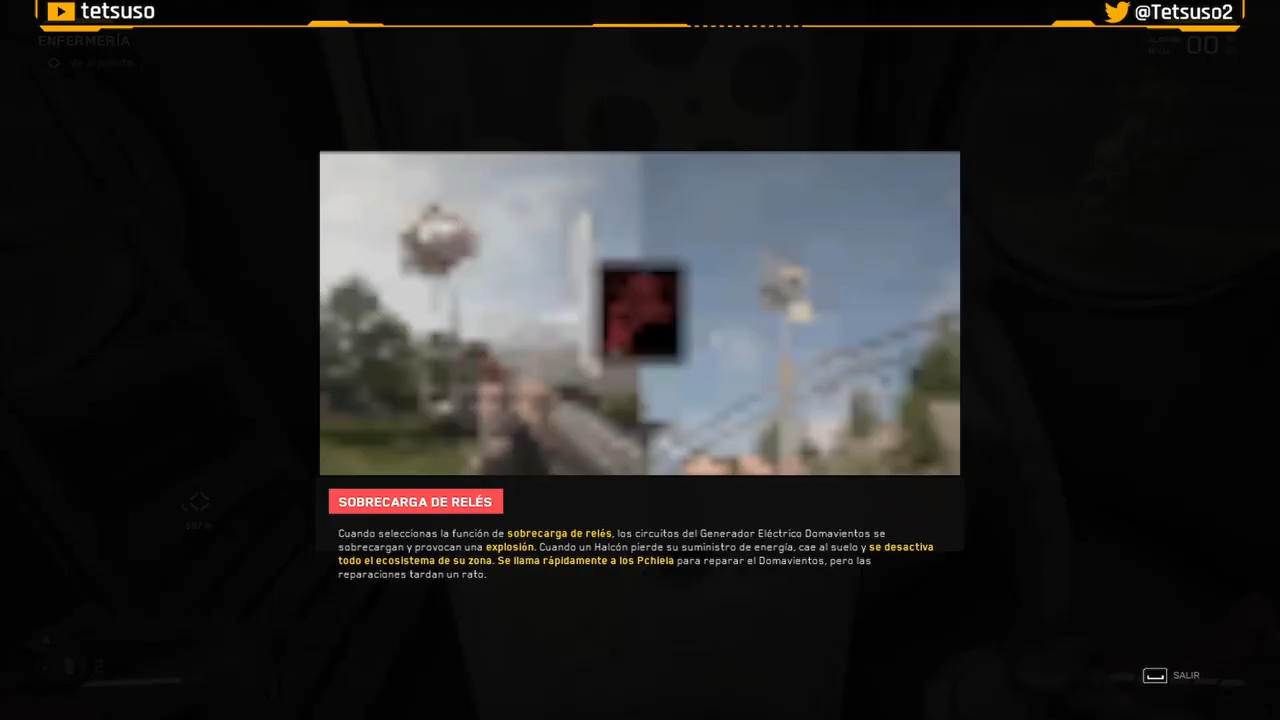 tetsuso
@Tetsuso2
ENFERMERÍA
00
SOBRECARGA DE RELÉS
Cuando seleccionas la función de sobrecarga de relés, los circuitos del Generador Eléctrico Domavientos se
sobrecargan y provocan una explosión. Cuando un Halcón pierde su suministro de energía, cae al suelo y se desactiva
todo el ecosistema de su zona. Se llama rápidamente a los Pchiela para reparar el Domavientos, pero las
reparaciones tardan un rato.
2
SALIR